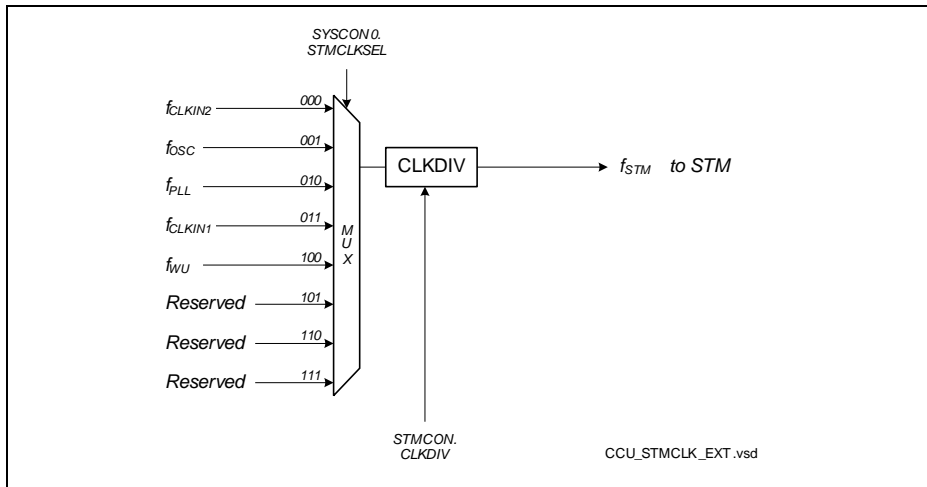 SYSCON0.
STMCLKSEL
fCLKIN2 000
fOSC 001
fPLL 010
fCLKIN1 011
fWU 100
Reserved 101
Reserved 110
Reserved 111
M
U
X
CLKDIV
fSTM to STM
STMCON.
CLKDIV
CCU_STMCLK_EXT.vsd